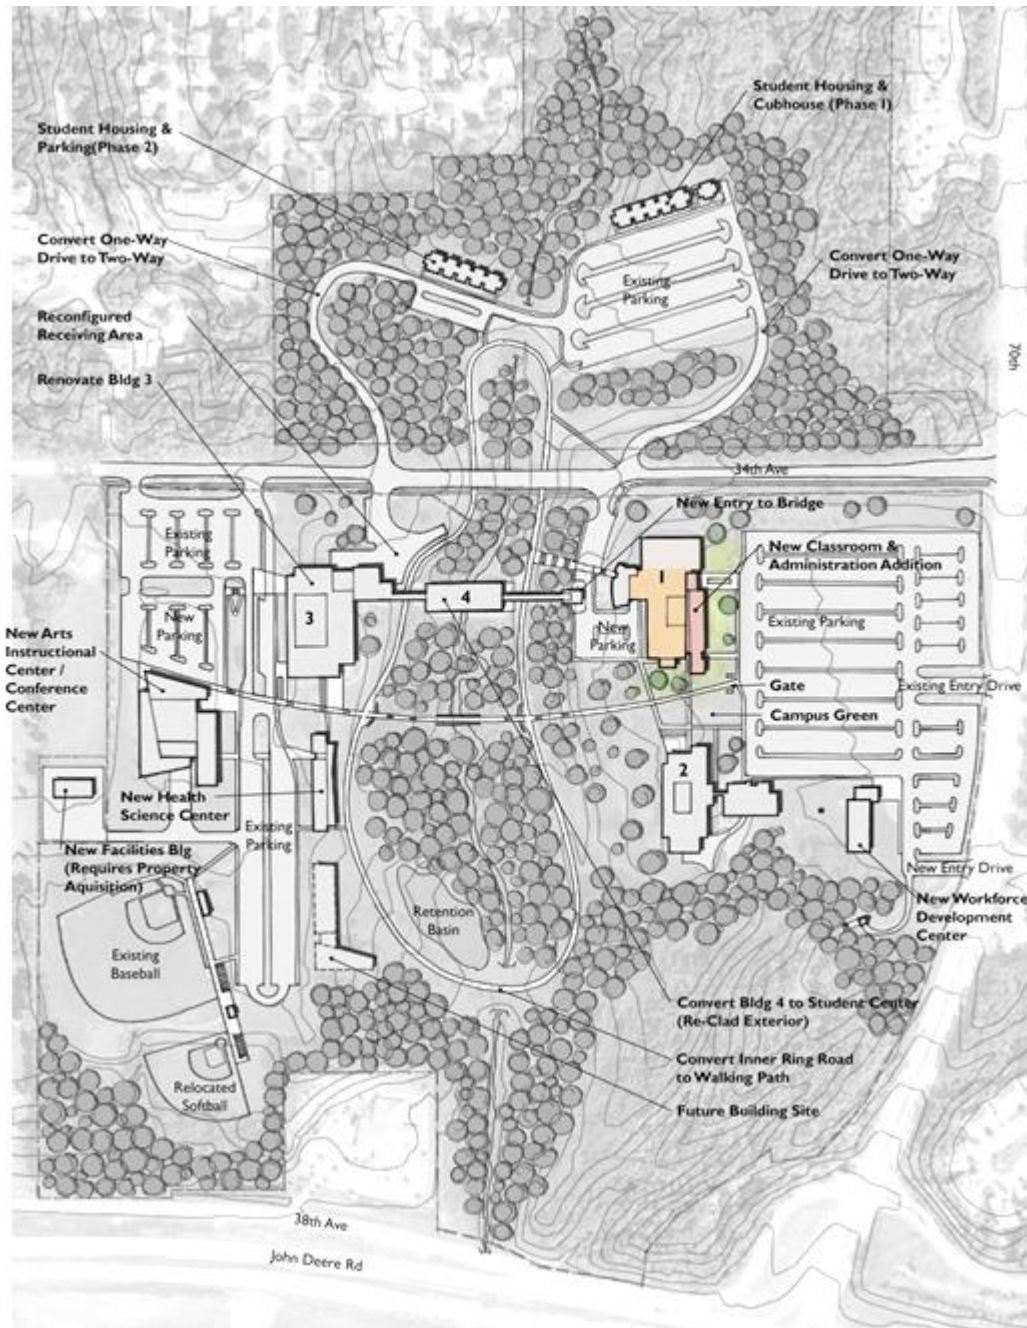 Student Housing &
Cubhouse (Phase 1)
Student Housing &
Parking(Phase 2)
Convert One-Way
Drive to Two-Way
Convert One-Way
Drive to Two-Way
Existing
Parking
Reconfigured
Receiving Area
70th
Renovate Bldg 3
34th Ave
New Entry to Bridge
Existing
Parking
New Classroom &
Administration Addition
1
3
4
New
Parking
New
Parking
Existing Parking
New Arts
Instructional
Center /
Conference
Center
Gate
Existing Entry Drive
Campus Green
2
New Health
Science Center
Existing
Parking
New Facilities Blg
(Requires Property
Aquisition)
New Entry Drive
New Workforce
Development
Center
Retention
Basin
Existing
Baseball
Convert Bldg 4 to Student Center
(Re-Clad Exterior)
Convert Inner Ring Road
to Walking Path
Relocated
Softball
Future Building Site
38th Ave
John Deere Rd